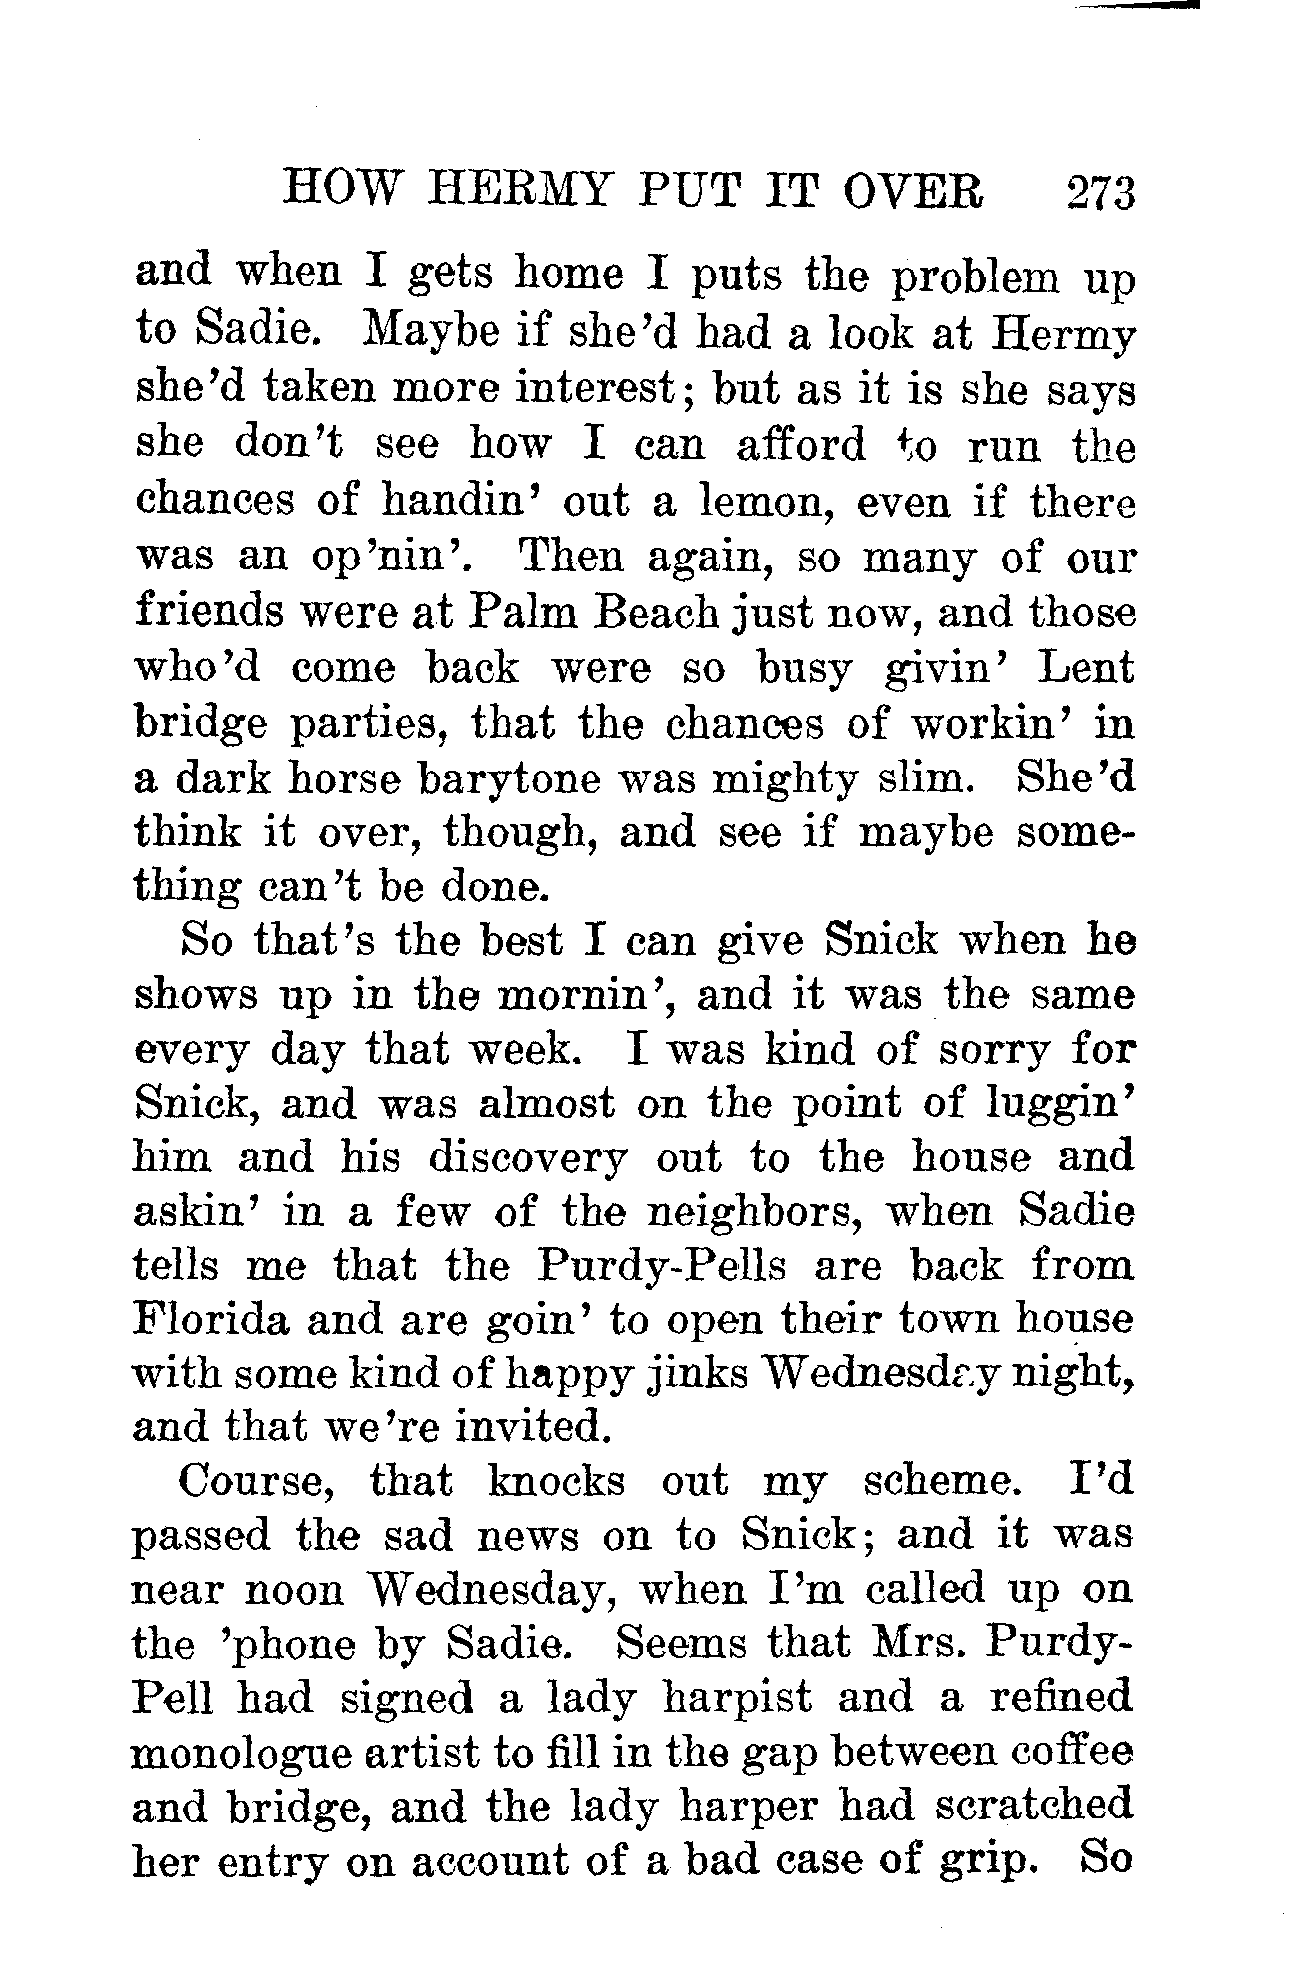 HOW HERMY PUT IT OVER 273
and when I gets home I puts the problem up
to Sadie. Maybe if she'd had a look at Hermy
she'd taken more interest; but as it is she says
she don't see how I can afford to run the
chances of handin' out a lemon, even if there
was an op'nin'. Then again, so many of our
friends were at Palm Beach just now, and those
who'd come back were so busy givin' Lent
bridge parties, that the chances of workin' in
a dark horse barytone was mighty slim. She'd
think it over, though, and see if maybe some-
thing can't be done.
So that's the best I can give Snick when he
shows up in the mornin', and it was the same
every day that week. I was kind of sorry for
Snick, and was almost on the point of luggin'
him and his discovery out to the house and
askin' in a few of the neighbors, when Sadie
tells me that the Purdy-Pells are back from
Florida and are goin' to open their town house
with some kind of happy jinks Wednesday night,
and that we're invited.
Course, that knocks out my scheme. I'd
passed the sad news on to Snick; and it was
near noon Wednesday, when I'm called up on
the 'phone by Sadie. Seems that Mrs. Purdy-
Pell had signed a lady harpist and a refined
monologue artist to fill in the gap between coffee
and bridge, and the lady harper had scratched
her entry on account of a bad case of grip. So